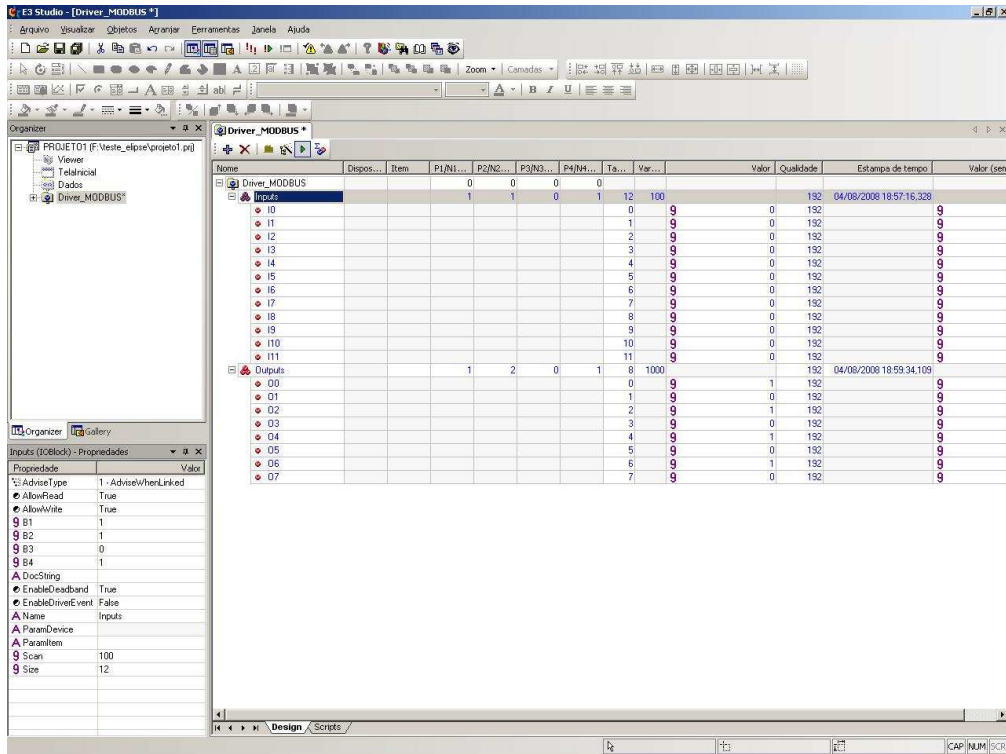 E3 Studio - [Driver_MODBUS *]
Arquivo Visualizar Objetos Arranjar Ferramentas Janela Ajuda
Zoom Camadas
Organizer
PROJETO1 (F:\teste_elipse\projeto1.prj)
Viewer
TelaInicial
Dados
Driver_MODBUS*
Organizer Gallery
Inputs (IOBlock) - Propriedades
Propriedade Valor
AdviseType 1 - AdviseWhenLinked
AllowRead True
AllowWrite True
B1 1
B2 1
B3 0
B4 1
DocString
EnableDeadband True
EnableDriverEvent False
Name Inputs
ParamDevice
ParamItem
Scan 100
Size 12
Driver_MODBUS *
Nome Dispos... Item P1/N1... P2/N2... P3/N3... P4/N4... Ta... Var... Valor Qualidade Estampa de tempo Valor (sem
Driver_MODBUS 0 0 0 0
Inputs 1 1 0 1 12 100 192 04/08/2008 18:57:16,328
I0 0 0 192
I1 1 0 192
I2 2 0 192
I3 3 0 192
I4 4 0 192
I5 5 0 192
I6 6 0 192
I7 7 0 192
I8 8 0 192
I9 9 0 192
I10 10 0 192
I11 11 0 192
Outputs 1 2 0 1 8 1000 192 04/08/2008 18:59:34,109
O0 0 1 192
O1 1 0 192
O2 2 1 192
O3 3 0 192
O4 4 1 192
O5 5 0 192
O6 6 1 192
O7 7 0 192
Design Scripts
CAP NUM SCR